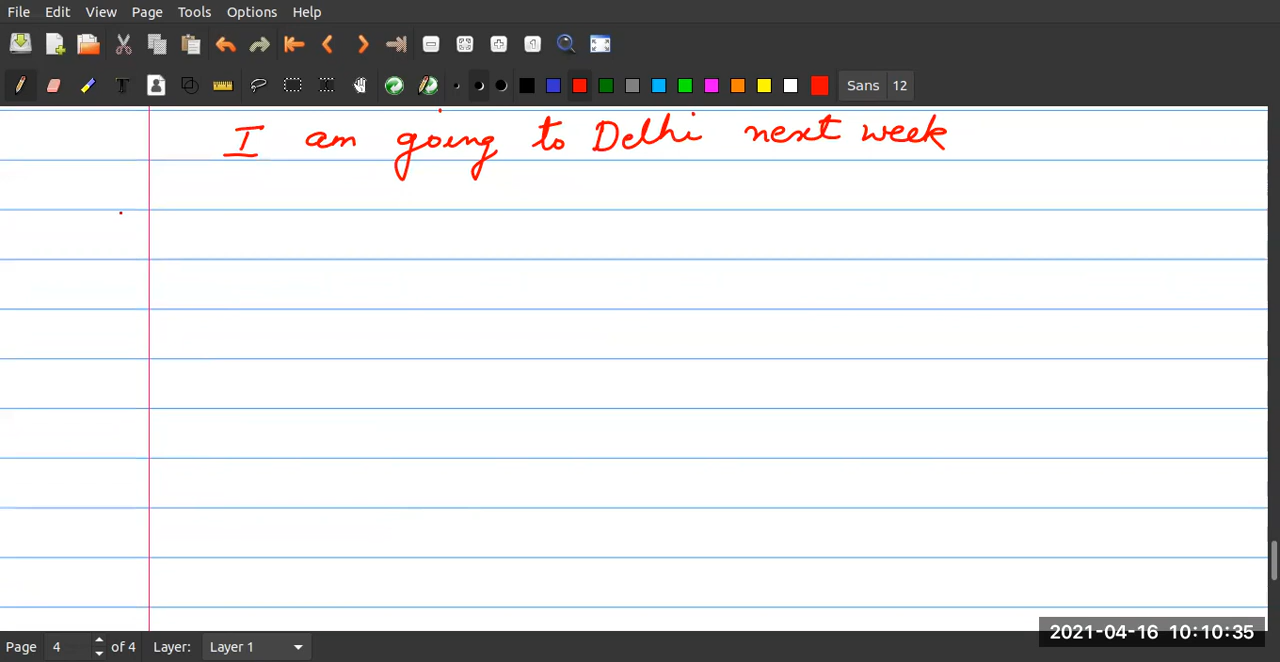 File Edit View Page Tools Options Help
Sans 12
I am going to Delhi next week
2021-04-16 10:10:35
Page 4 of 4 Layer: Layer 1